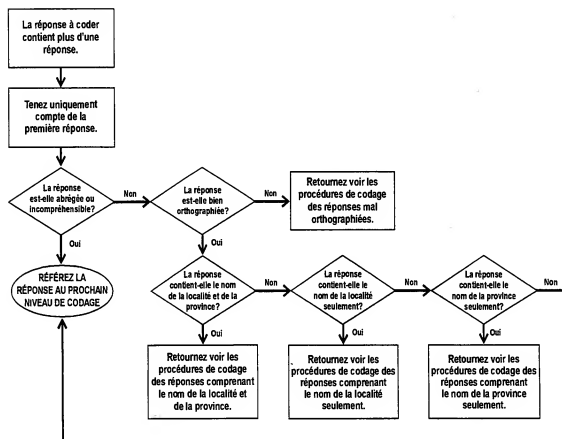 La réponse à coder
contient plus d'une
réponse.
Tenez uniquement
compte de la
première réponse.
La réponse
est-elle abrégée ou
incompréhensible?
Non
La réponse
est-elle bien
orthographiée?
Non
Retournez voir les
procédures de codage
des réponses mal
orthographiées.
Oui
Oui
RÉFÉREZ LA
RÉPONSE AU PROCHAIN
NIVEAU DE CODAGE
La réponse
contient-elle le nom
de la localité et de la
province?
Non
La réponse
contient-elle le
nom de la localité
seulement?
Non
La réponse
contient-elle le
nom de la province
seulement?
Non
Oui
Oui
Oui
Retournez voir les
procédures de codage
des réponses comprenant
le nom de la localité et
de la province.
Retournez voir les
procédures de codage des
réponses comprenant
le nom de la localité
seulement.
Retournez voir les
procédures de codage des
réponses comprenant
le nom de la province
seulement.